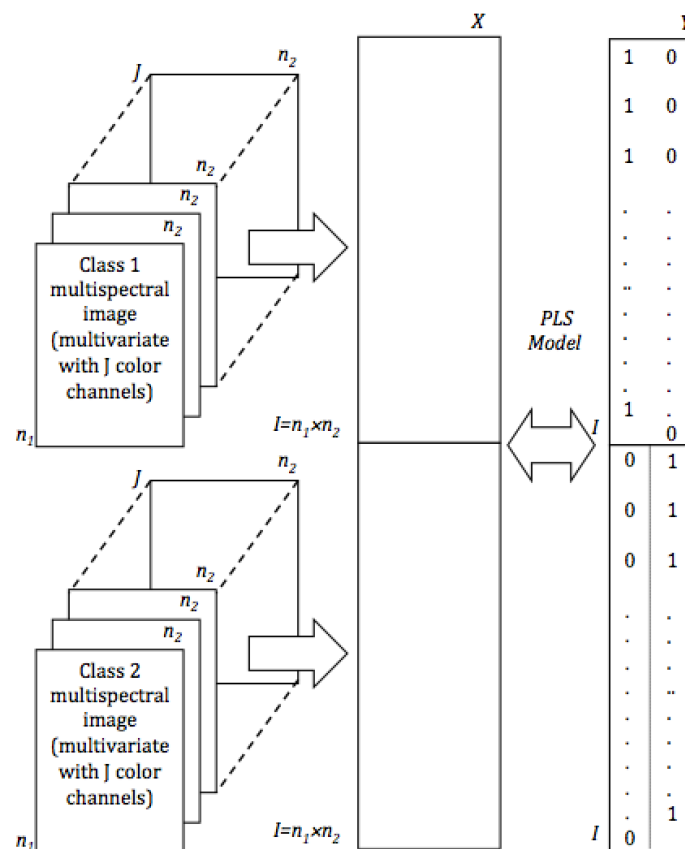 X
Y
J
n2
n2
n2
n2
Class 1
multispectral
image
(multivariate
with J color
channels)
n1
I=n1×n2
PLS
Model
1 0
1 0
1 0
. .
. .
. .
.. .
. .
. .
. .
. .
1 .
I 0
0 1
0 1
0 1
. .
. .
. .
. ..
. .
. .
. .
. .
. 1
I 0
J
n2
n2
n2
n2
Class 2
multispectral
image
(multivariate
with J color
channels)
n1
I=n1×n2